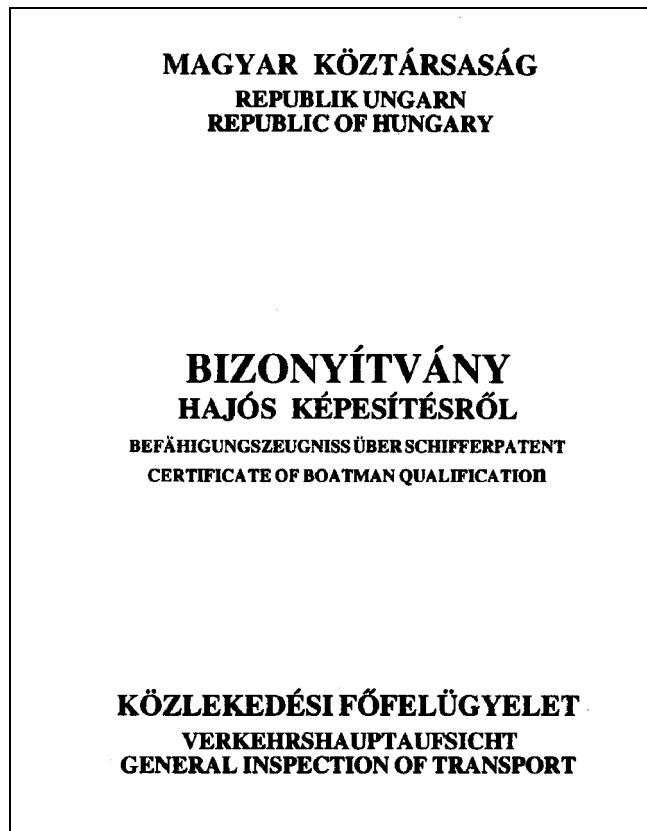 MAGYAR KÖZTÁRSASÁG
REPUBLIK UNGARN
REPUBLIC OF HUNGARY
BIZONYÍTVÁNY
HAJÓS KÉPESÍTÉSRŐL
BEFÄHIGUNGSZEUGNISS ÜBER SCHIFFERPATENT
CERTIFICATE OF BOATMAN QUALIFICATIOn
KÖZLEKEDÉSI FŐFELÜGYELET
VERKEHRSHAUPTAUFSICHT
GENERAL INSPECTION OF TRANSPORT